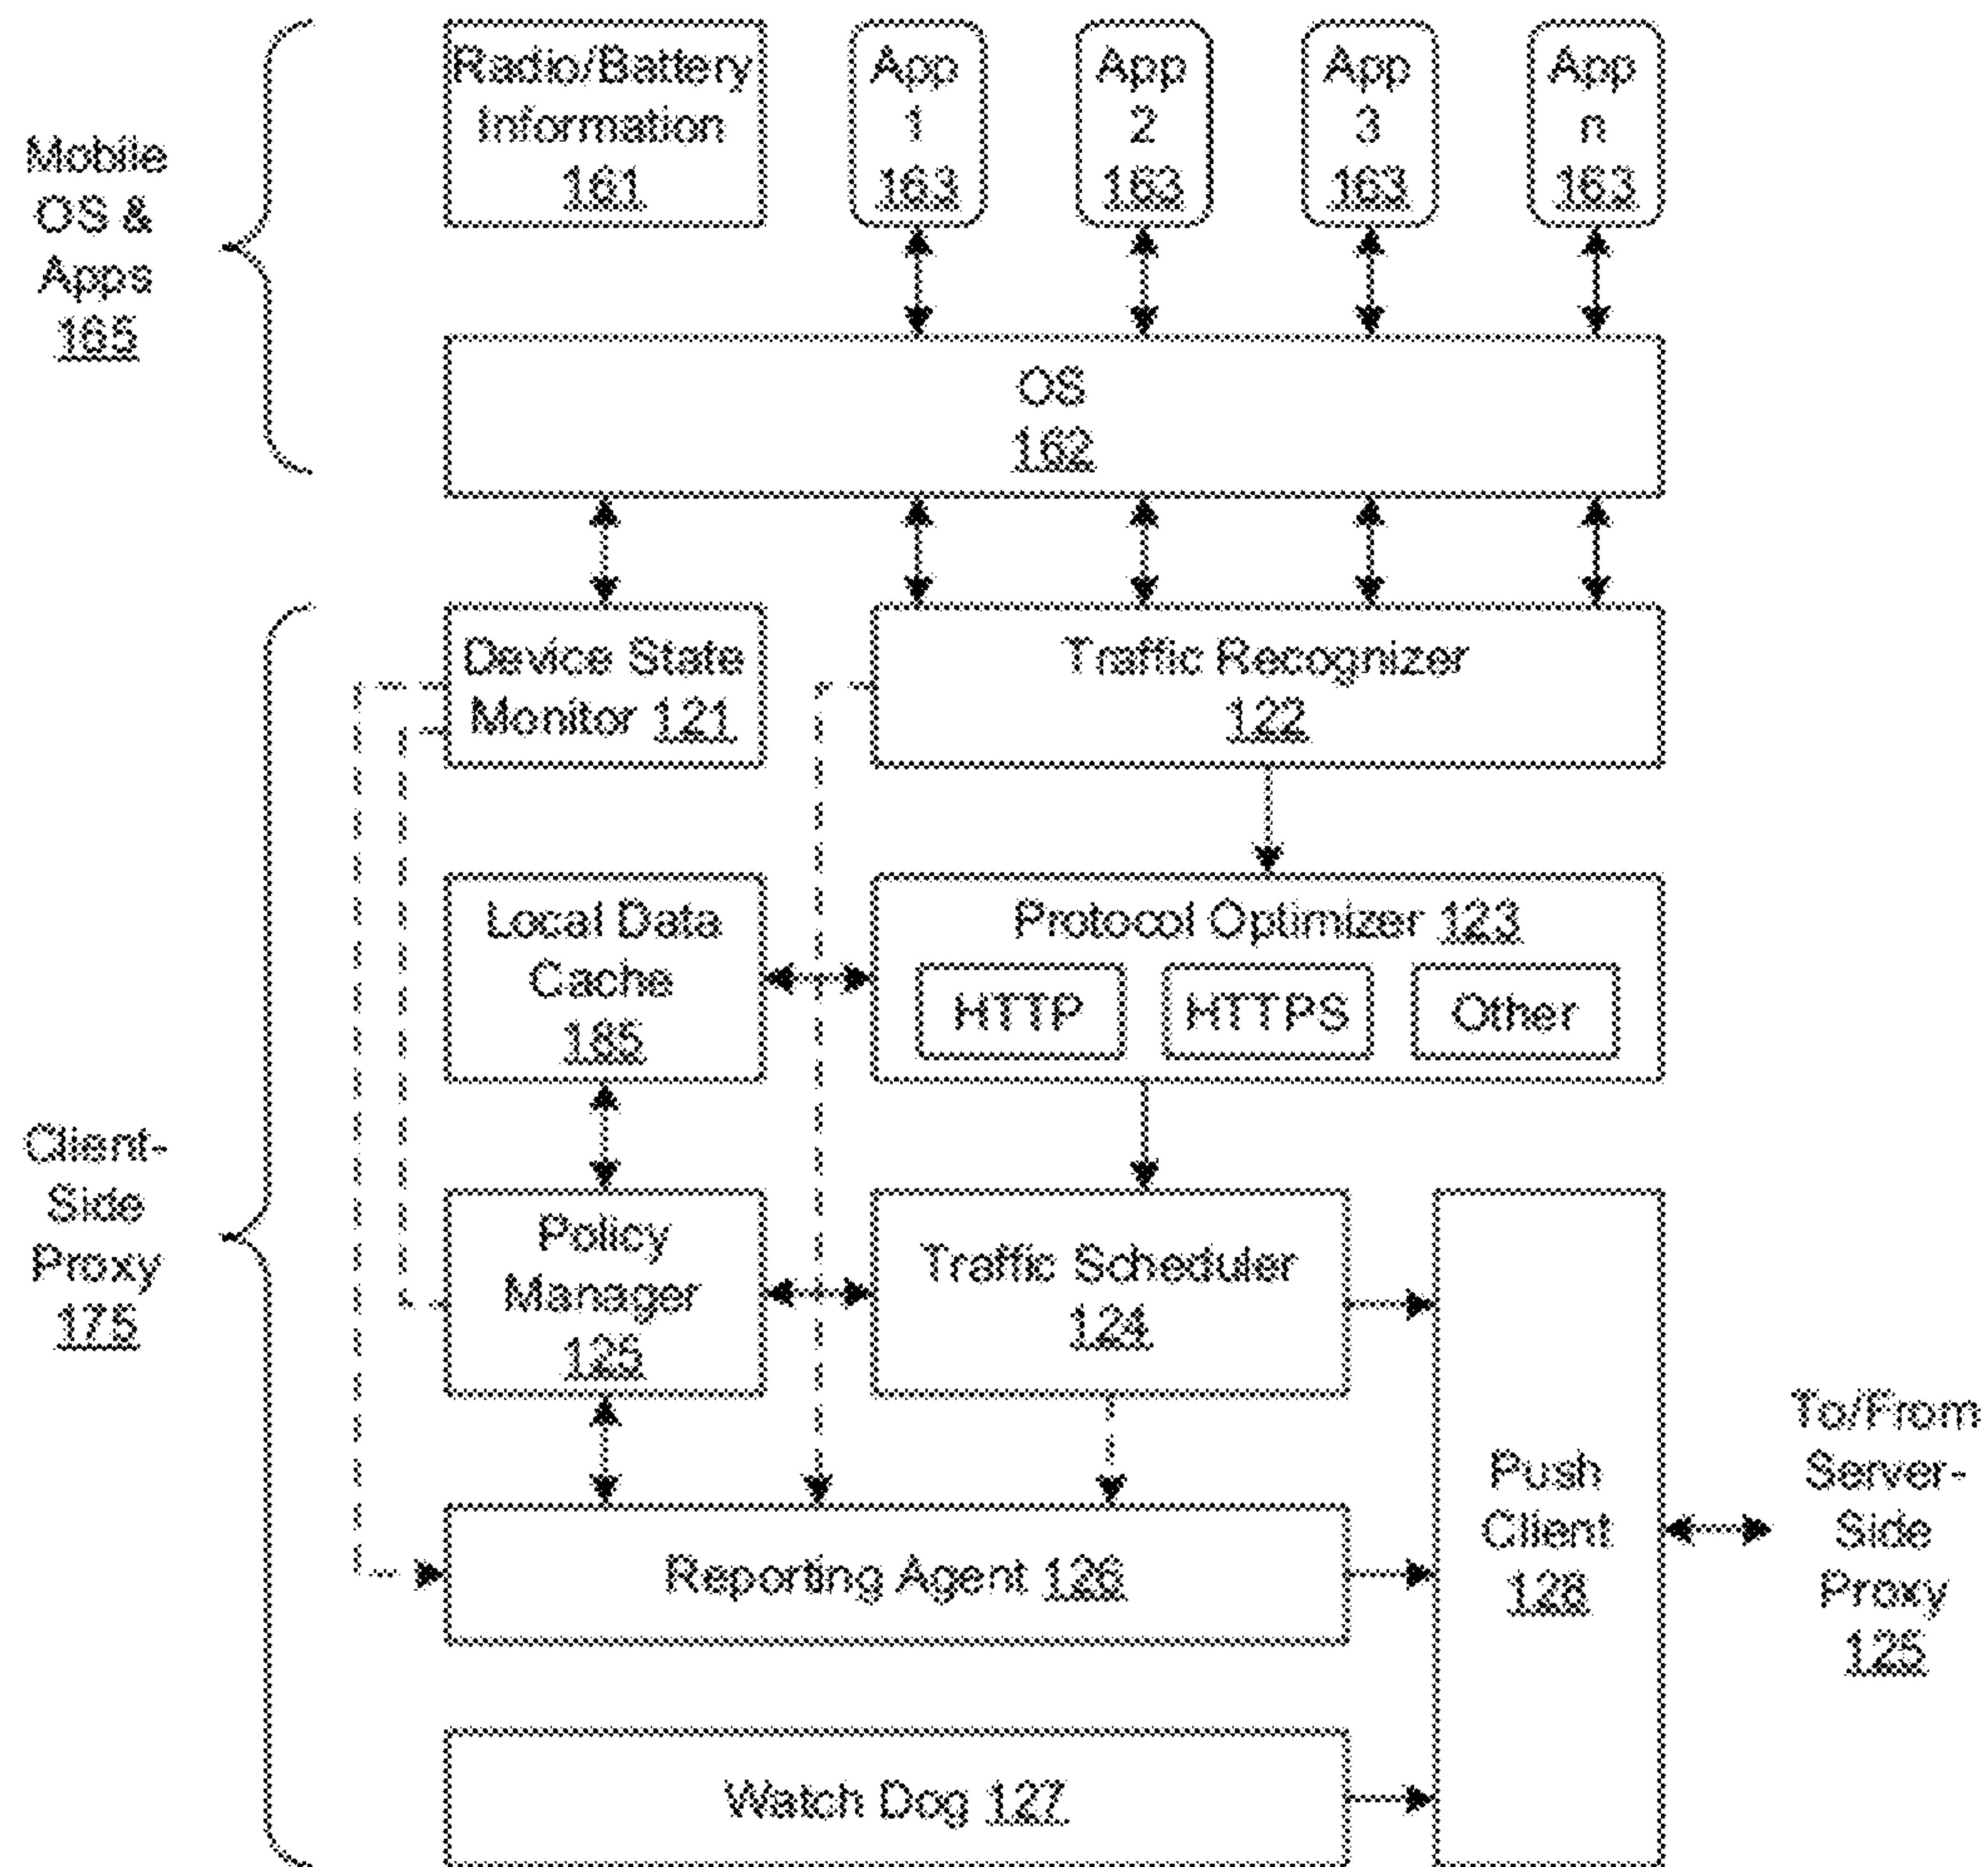 Mobile
OS &
Apps
165
Radio/Battery
Information
161
App
1
163
App
2
163
App
3
163
App
n
163
OS
162
Client-
Side
Proxy
175
Device State
Monitor 121
Traffic Recognizer
122
Local Data
Cache
185
Protocol Optimizer 123
HTTP
HTTPS
Other
Policy
Manager
125
Traffic Scheduler
124
Reporting Agent 126
Watch Dog 127
Push
Client
128
To/From
Server-
Side
Proxy
125